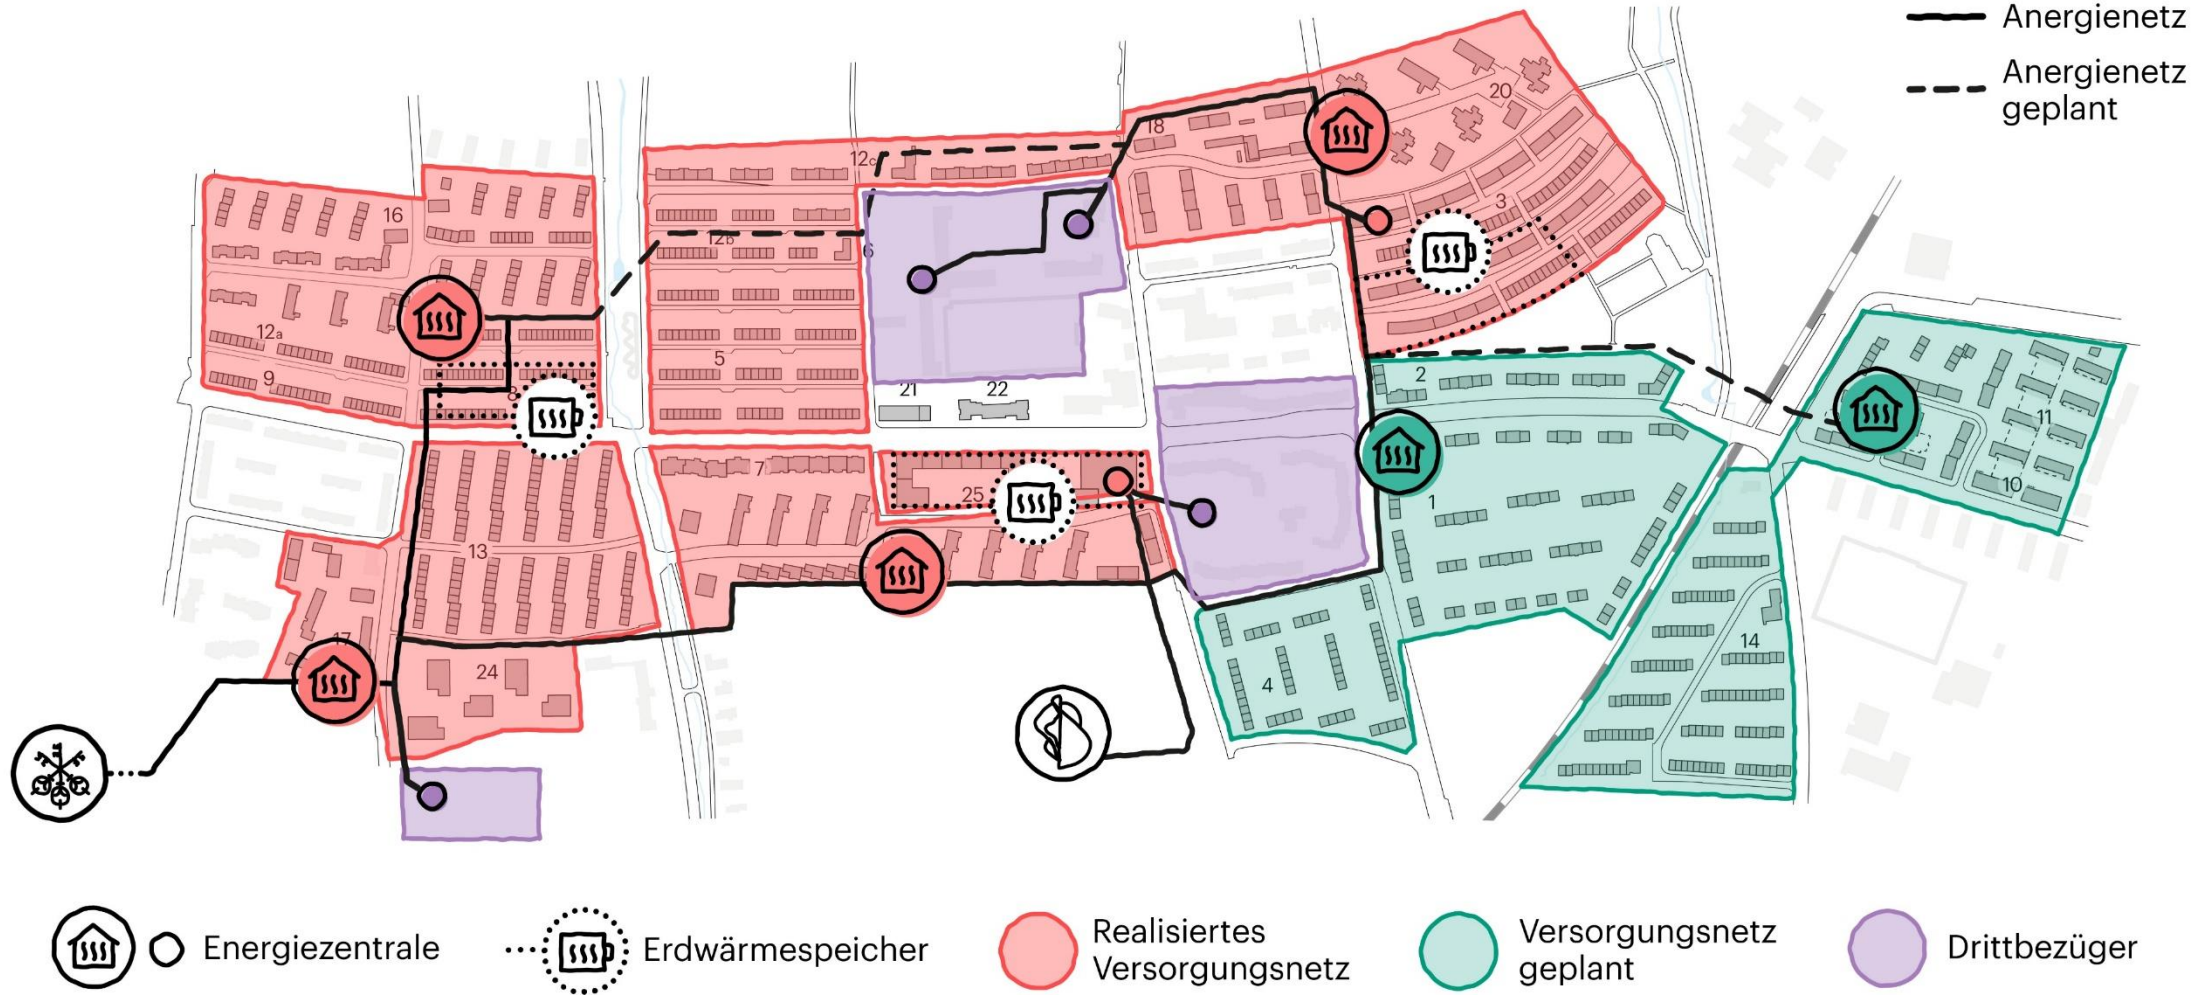 Anergienetz
Anergienetz
geplant
20
18
12c
16
3
12b
6
12a
5
2
9
8
21
22
11
7
10
25
1
13
17
14
24
4
Energiezentrale
Erdwärmespeicher
Realisiertes
Versorgungsnetz
Versorgungsnetz
geplant
Drittbezüger